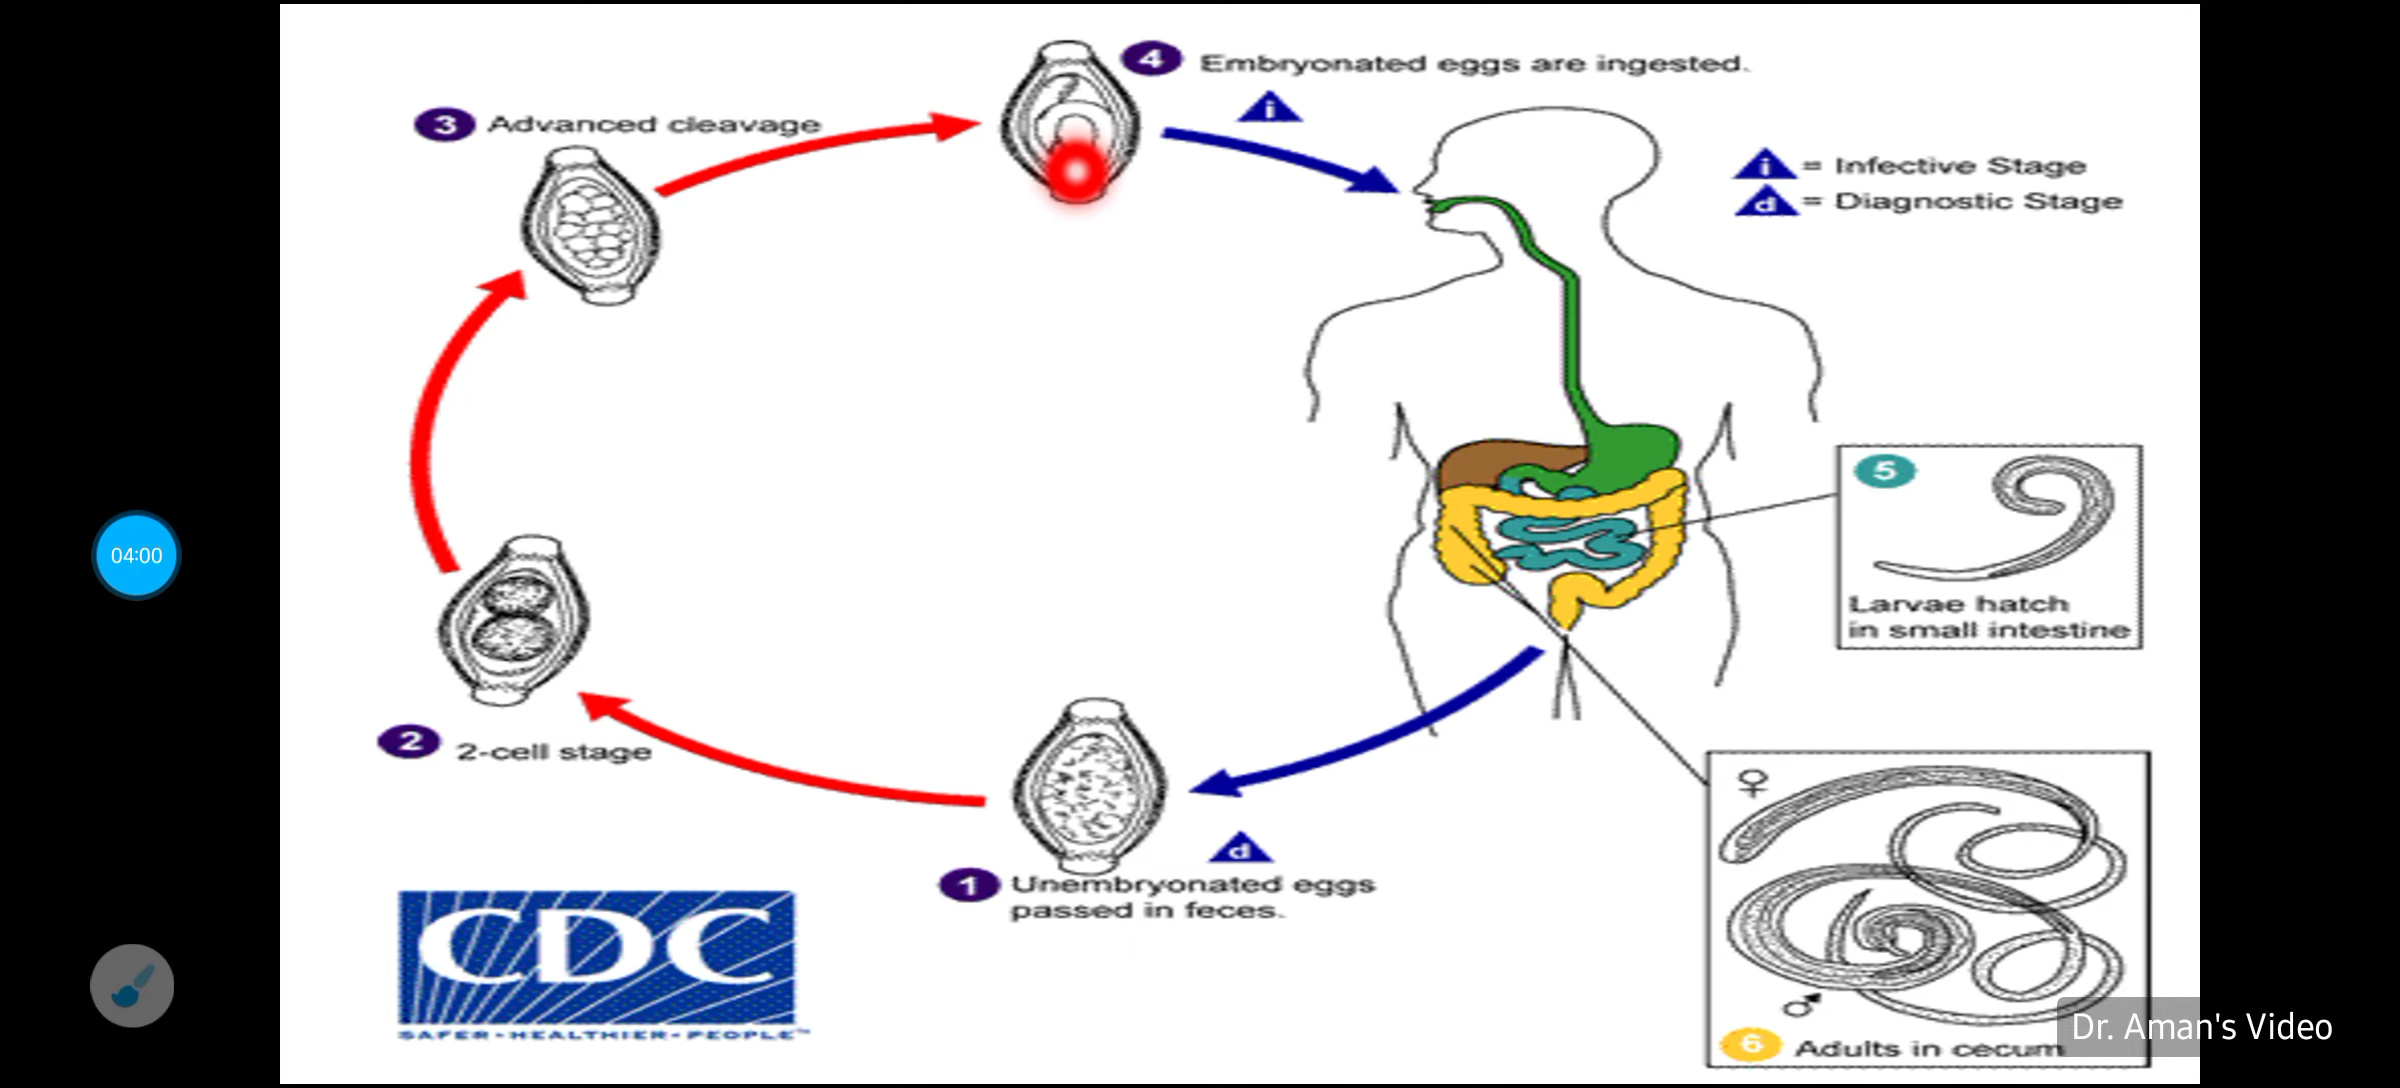 4 Embryonated eggs are ingested.
i
3 Advanced cleavage
i = Infective Stage
d = Diagnostic Stage
5
Larvae hatch
in small intestine
04:00
2 2-cell stage
d
1 Unembryonated eggs
passed in feces.
♀
♂
6 Adults in cecum
CDC
SAFER·HEALTHIER·PEOPLE™
Dr. Aman's Video